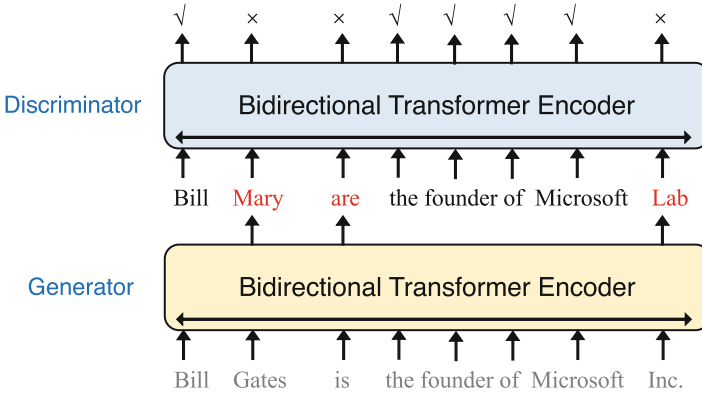 √ × × √ √ √ √ ×
Discriminator
Bidirectional Transformer Encoder
Bill Mary are the founder of Microsoft Lab
Generator
Bidirectional Transformer Encoder
Bill Gates is the founder of Microsoft Inc.